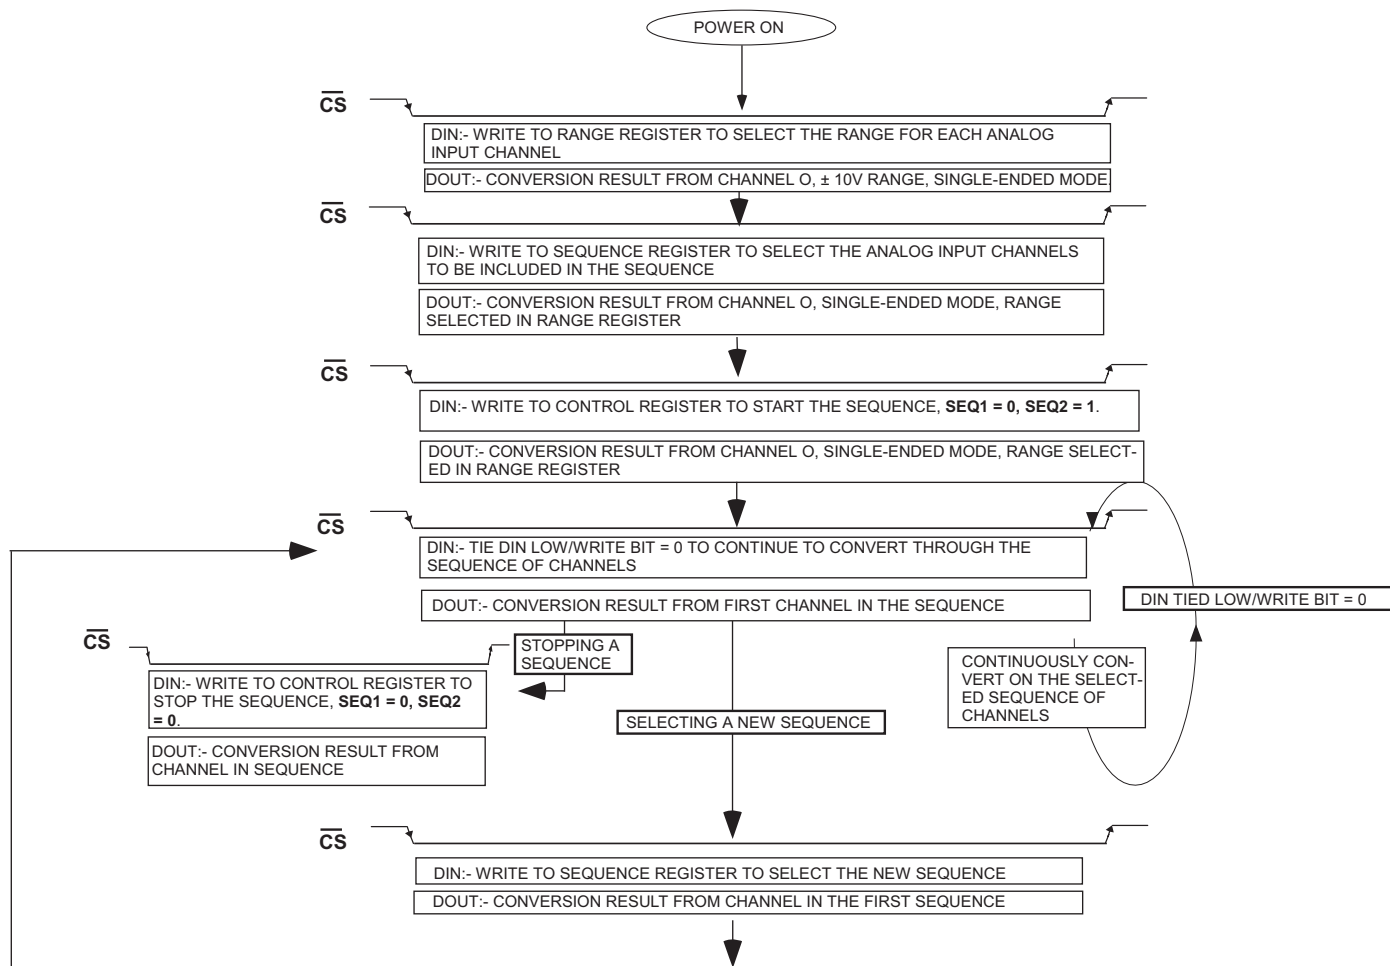 POWER ON
CS
DIN:- WRITE TO RANGE REGISTER TO SELECT THE RANGE FOR EACH ANALOG
INPUT CHANNEL
DOUT:- CONVERSION RESULT FROM CHANNEL O, ± 10V RANGE, SINGLE-ENDED MODE.
CS
DIN:- WRITE TO SEQUENCE REGISTER TO SELECT THE ANALOG INPUT CHANNELS
TO BE INCLUDED IN THE SEQUENCE
DOUT:- CONVERSION RESULT FROM CHANNEL O, SINGLE-ENDED MODE, RANGE
SELECTED IN RANGE REGISTER
CS
DIN:- WRITE TO CONTROL REGISTER TO START THE SEQUENCE, SEQ1 = 0, SEQ2 = 1.
DOUT:- CONVERSION RESULT FROM CHANNEL O, SINGLE-ENDED MODE, RANGE SELECT-
ED IN RANGE REGISTER
CS
DIN:- TIE DIN LOW/WRITE BIT = 0 TO CONTINUE TO CONVERT THROUGH THE
SEQUENCE OF CHANNELS
DOUT:- CONVERSION RESULT FROM FIRST CHANNEL IN THE SEQUENCE
DIN TIED LOW/WRITE BIT = 0
CS
STOPPING A
SEQUENCE
DIN:- WRITE TO CONTROL REGISTER TO
STOP THE SEQUENCE, SEQ1 = 0, SEQ2
= 0.
DOUT:- CONVERSION RESULT FROM
CHANNEL IN SEQUENCE
SELECTING A NEW SEQUENCE
CONTINUOUSLY CON-
VERT ON THE SELECT-
ED SEQUENCE OF
CHANNELS
CS
DIN:- WRITE TO SEQUENCE REGISTER TO SELECT THE NEW SEQUENCE
DOUT:- CONVERSION RESULT FROM CHANNEL IN THE FIRST SEQUENCE